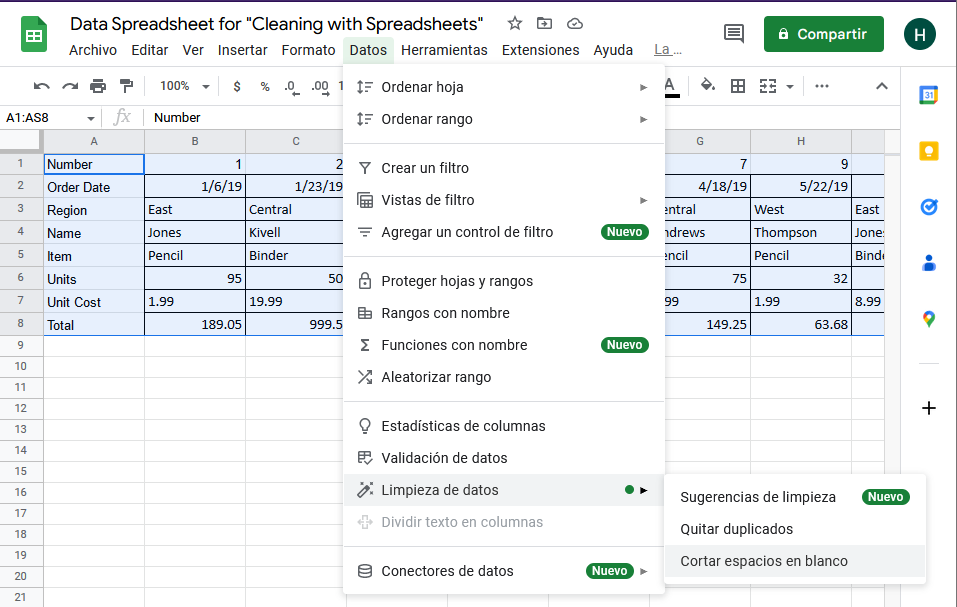 Data Spreadsheet for "Cleaning with Spreadsheets"
Archivo Editar Ver Insertar Formato Datos Herramientas Extensiones Ayuda La …
Compartir
H
100% $ % .0 .00 1 A
31
A1:AS8 fx Number
A B C G H
1 Number 1 2 7 9
2 Order Date 1/6/19 1/23/19 4/18/19 5/22/19
3 Region East Central entral West East
4 Name Jones Kivell ndrews Thompson Jone
5 Item Pencil Binder encil Pencil Bind
6 Units 95 50 75 32
7 Unit Cost 1.99 19.99 99 1.99 8.99
8 Total 189.05 999.5 149.25 63.68
9
10
11
12
13
14
15
16
17
18
19
20
21
Ordenar hoja
Ordenar rango
Crear un filtro
Vistas de filtro
Agregar un control de filtro Nuevo
Proteger hojas y rangos
Rangos con nombre
Funciones con nombre Nuevo
Aleatorizar rango
Estadísticas de columnas
Validación de datos
Limpieza de datos
Dividir texto en columnas
Conectores de datos Nuevo
Sugerencias de limpieza Nuevo
Quitar duplicados
Cortar espacios en blanco